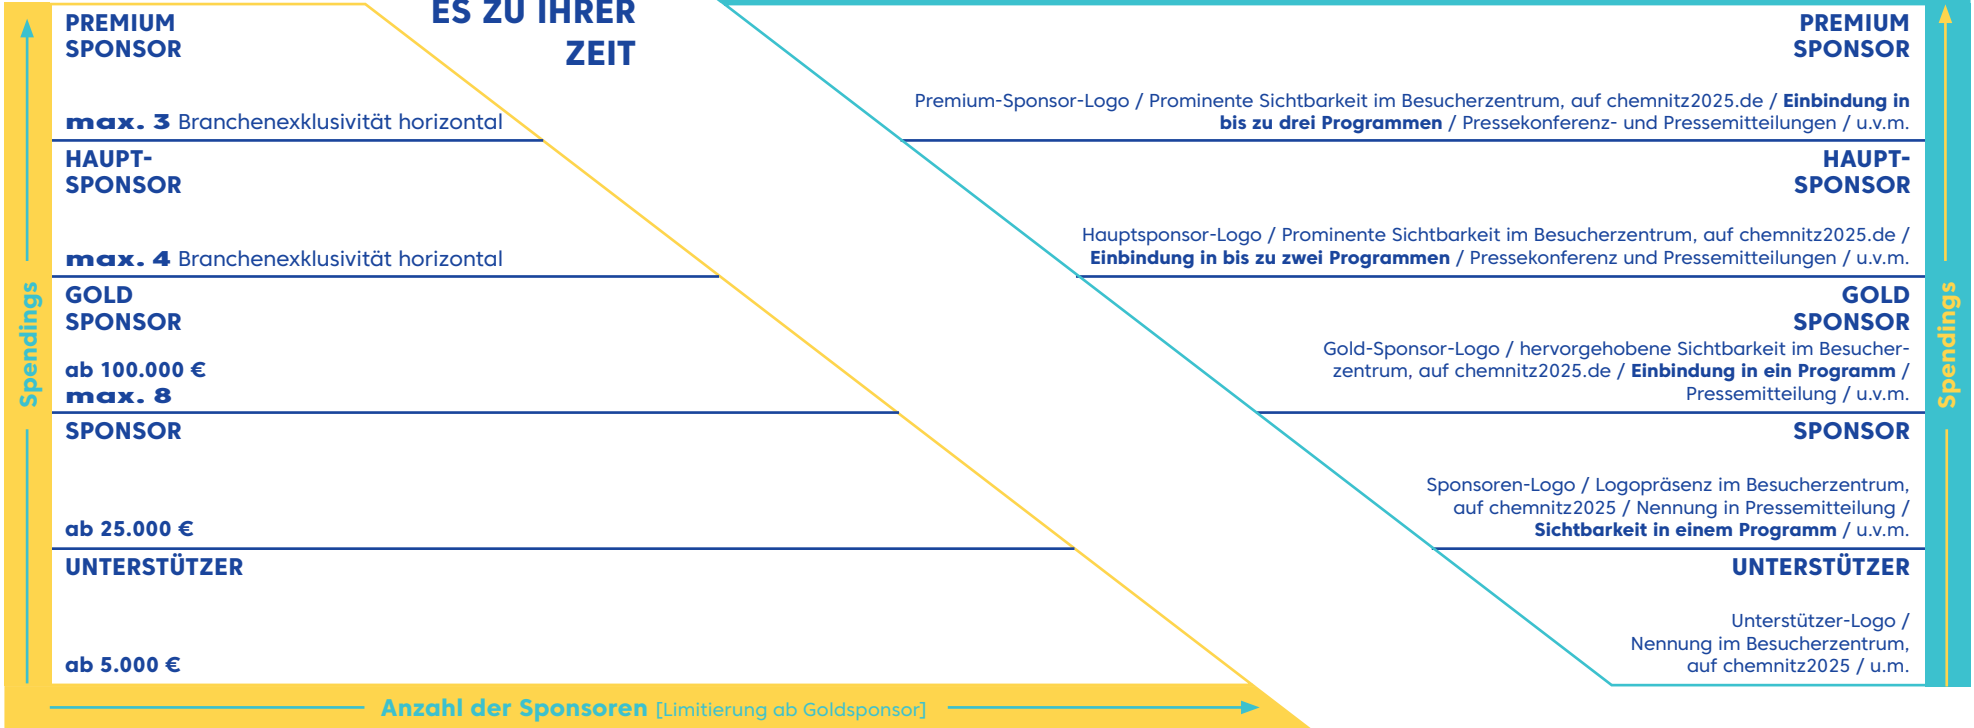 ES ZU IHRER
ZEIT
Spendings
PREMIUM
SPONSOR
max. 3 Branchenexklusivität horizontal
HAUPT-
SPONSOR
max. 4 Branchenexklusivität horizontal
GOLD
SPONSOR
ab 100.000 €
max. 8
SPONSOR
ab 25.000 €
UNTERSTÜTZER
ab 5.000 €
Anzahl der Sponsoren [Limitierung ab Goldsponsor]
PREMIUM
SPONSOR
Premium-Sponsor-Logo / Prominente Sichtbarkeit im Besucherzentrum, auf chemnitz2025.de / Einbindung in
bis zu drei Programmen / Pressekonferenz- und Pressemitteilungen / u.v.m.
HAUPT-
SPONSOR
Hauptsponsor-Logo / Prominente Sichtbarkeit im Besucherzentrum, auf chemnitz2025.de /
Einbindung in bis zu zwei Programmen / Pressekonferenz und Pressemitteilungen / u.v.m.
GOLD
SPONSOR
Gold-Sponsor-Logo / hervorgehobene Sichtbarkeit im Besucher-
zentrum, auf chemnitz2025.de / Einbindung in ein Programm /
Pressemitteilung / u.v.m.
SPONSOR
Sponsoren-Logo / Logopräsenz im Besucherzentrum,
auf chemnitz2025 / Nennung in Pressemitteilung /
Sichtbarkeit in einem Programm / u.v.m.
UNTERSTÜTZER
Unterstützer-Logo /
Nennung im Besucherzentrum,
auf chemnitz2025 / u.m.
Spendings